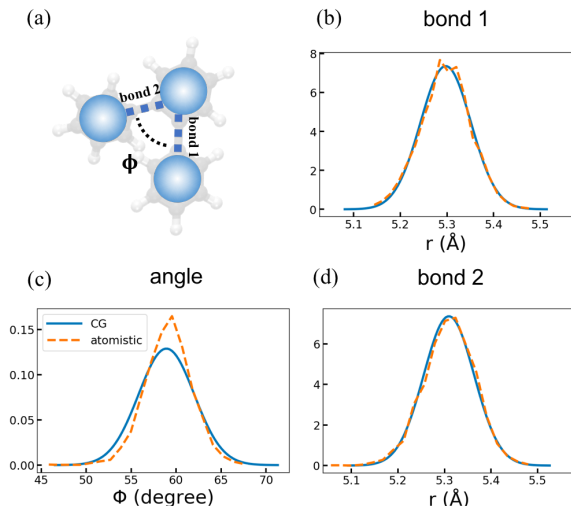 (a)
bond 2
bond 1
Φ
(b)
bond 1
8
6
4
2
0
5.1 5.2 5.3 5.4 5.5
r (Å)
(c)
angle
CG
atomistic
0.15
0.10
0.05
0.00
45 50 55 60 65 70
Φ (degree)
(d)
bond 2
6
4
2
0
5.1 5.2 5.3 5.4 5.5
r (Å)